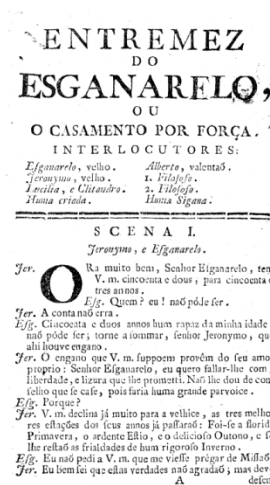 ENTREMEZ
DO
ESGANARELO,
OU
O CASAMENTO POR FORÇA.
INTERLOCUTORES:
Eſganarelo, velho. Alberto, valentaõ.
Jeronymo, velho. 1. Filoſofo.
Lucilia, e Clitandro. 2. Filoſofo.
Huma criada. Huma Sigana.
SCENA I.
Jeronymo, e Eſganarelo.
Jer. ORa muito bem, Senhor Eſganarelo, tem
V. m. cincoenta e dous, para cincoenta e
tres annos.
Eſg. Quem? eu! naõ póde ſer.
Jer. A conta naõ erra.
Eſg. Cincoenta e duos annos hum rapaz da minha idade
naõ póde ſer; torne a ſommar, ſenhor Jeronymo, que
ahi houve engano.
Jer. O engano que V. m. ſuppoem provêm do ſeu amor
proprio: Senhor Eſganarelo, eu quero fallar-lhe com
liberdade, e lizura que lhe prometti. Naõ lhe dou de con-
ſelho que ſe caſe, pois faria huma grande parvoice.
Eſg. Porque?
Jer. V. m. declina já muito para a velhice, as tres melho-
res eſtações dos ſeus annos já paſſaraõ: Foi-ſe a florida
Primavera, o ardente Eſtio, e o delicioſo Outono, e ſó
lhe reſtaõ as frialdades de hum rigoroſo Inverno.
Eſg. Eu naõ pedi a V. m. que me vieſſe prégar de Miſſaõ.
Jer. Eu bem ſei que eſtas verdades naõ agradaõ; mas
A